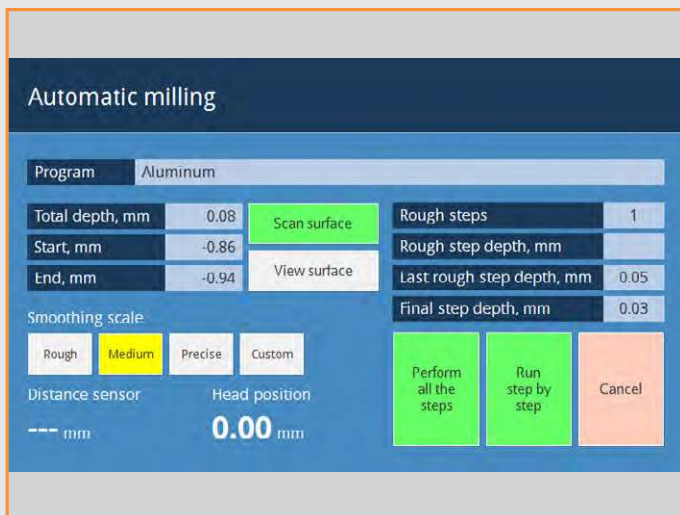 Automatic milling
Program Aluminum
Total depth, mm 0.08
Start, mm -0.86
End, mm -0.94
Scan surface
View surface
Rough steps 1
Rough step depth, mm
Last rough step depth, mm 0.05
Final step depth, mm 0.03
Smoothing scale
Rough Medium Precise Custom
Distance sensor
--- mm
Head position
0.00 mm
Perform
all the
steps
Run
step by
step
Cancel